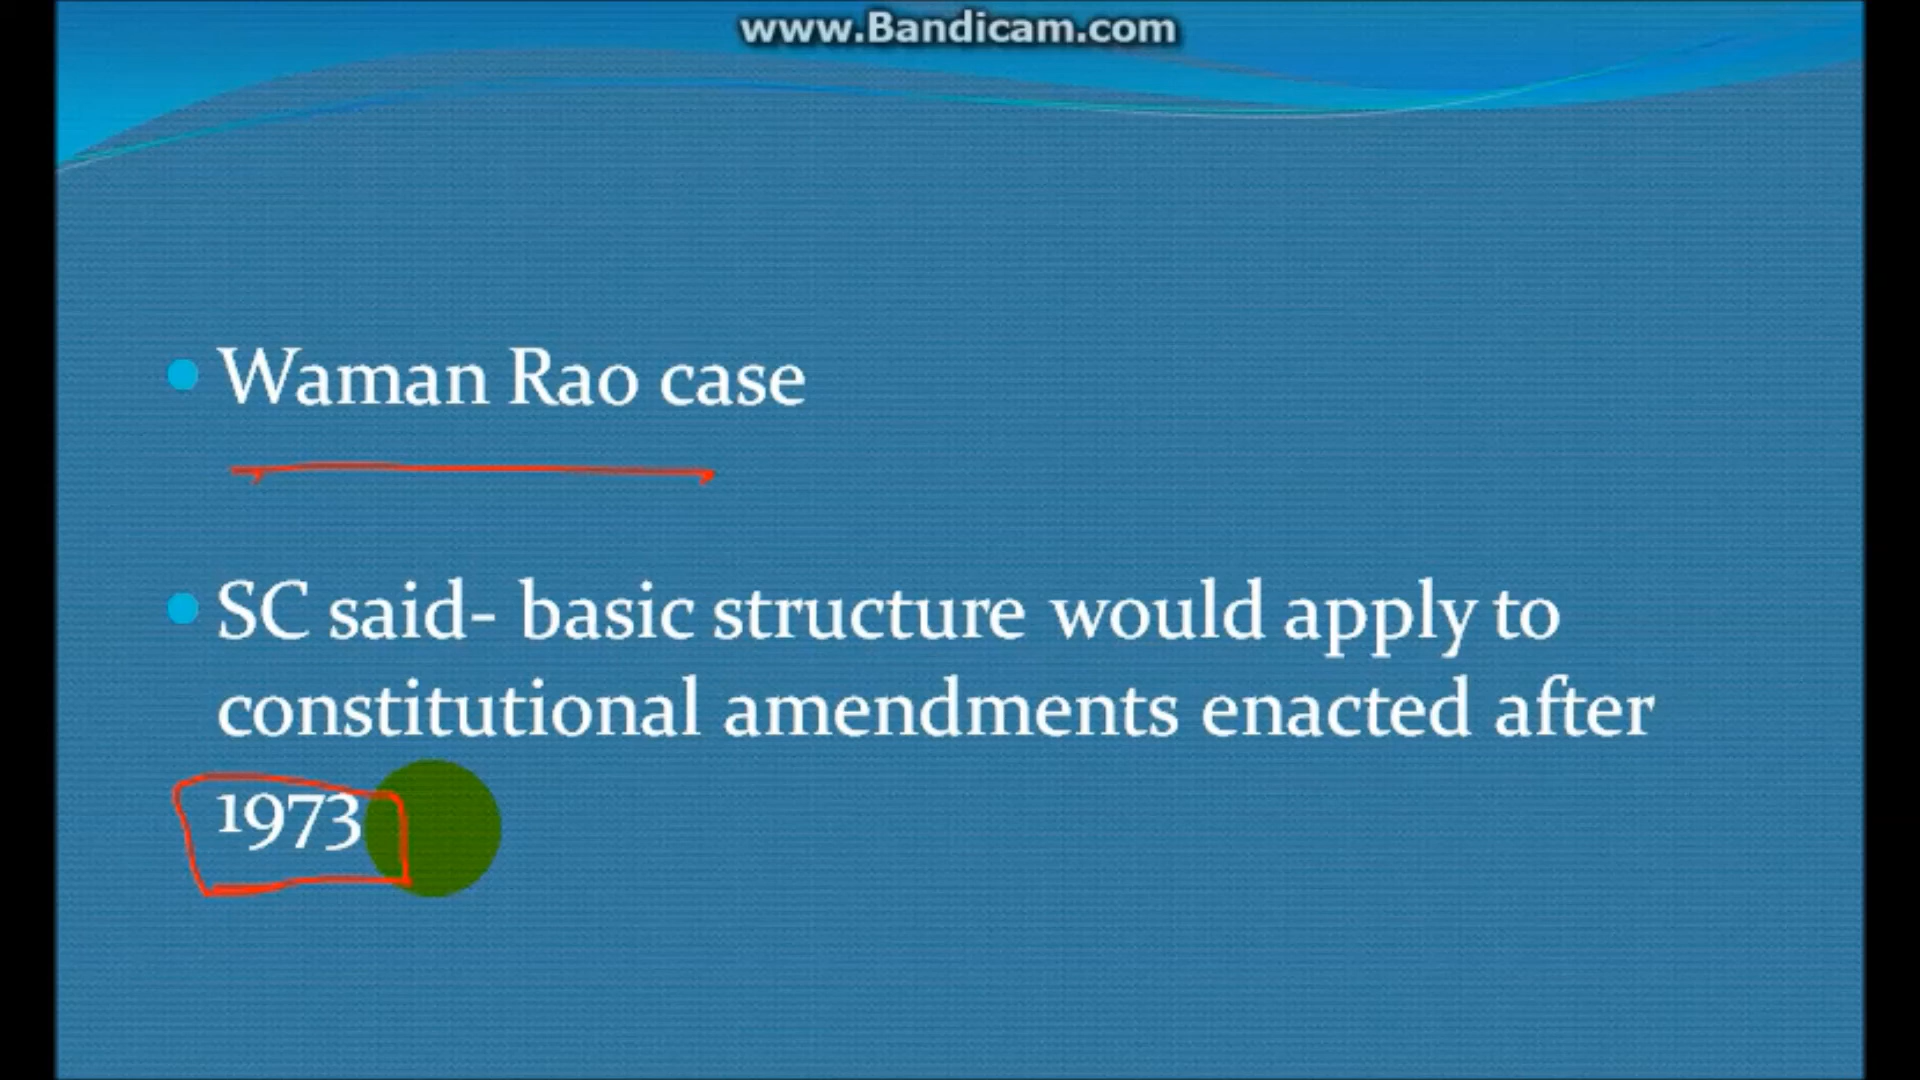 www.Bandicam.com
Waman Rao case
SC said- basic structure would apply to
constitutional amendments enacted after
1973